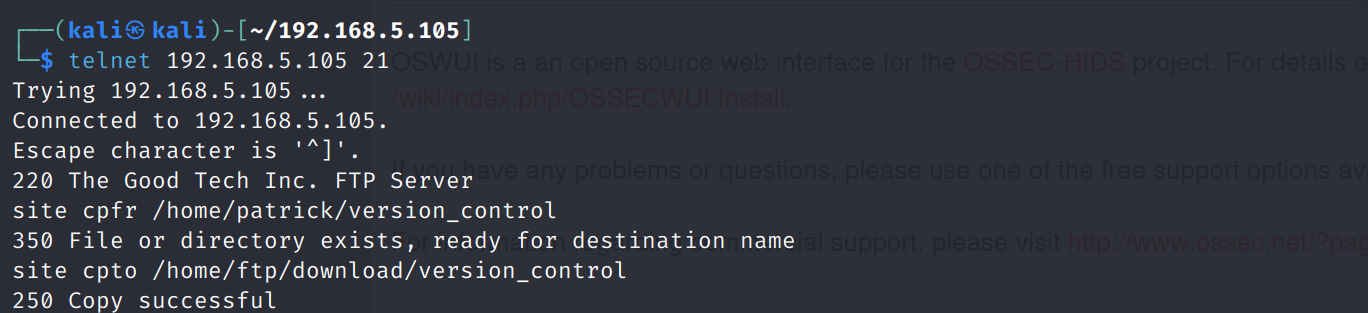 ┌──(kali㉿kali)-[~/192.168.5.105]
└─$ telnet 192.168.5.105 21
OSWUI is a an open source web interface for the OSSEC-HIDS project. For details o
Trying 192.168.5.105...
/wiki/index.php/OSSECWUI:Install.
Connected to 192.168.5.105.
Escape character is '^]'.
If you have any problems or questions, please use one of the free support options av
220 The Good Tech Inc. FTP Server
site cpfr /home/patrick/version_control
350 File or directory exists, ready for destination name
support, please visit http://www.ossec.net/?pag
site cpto /home/ftp/download/version_control
250 Copy successful